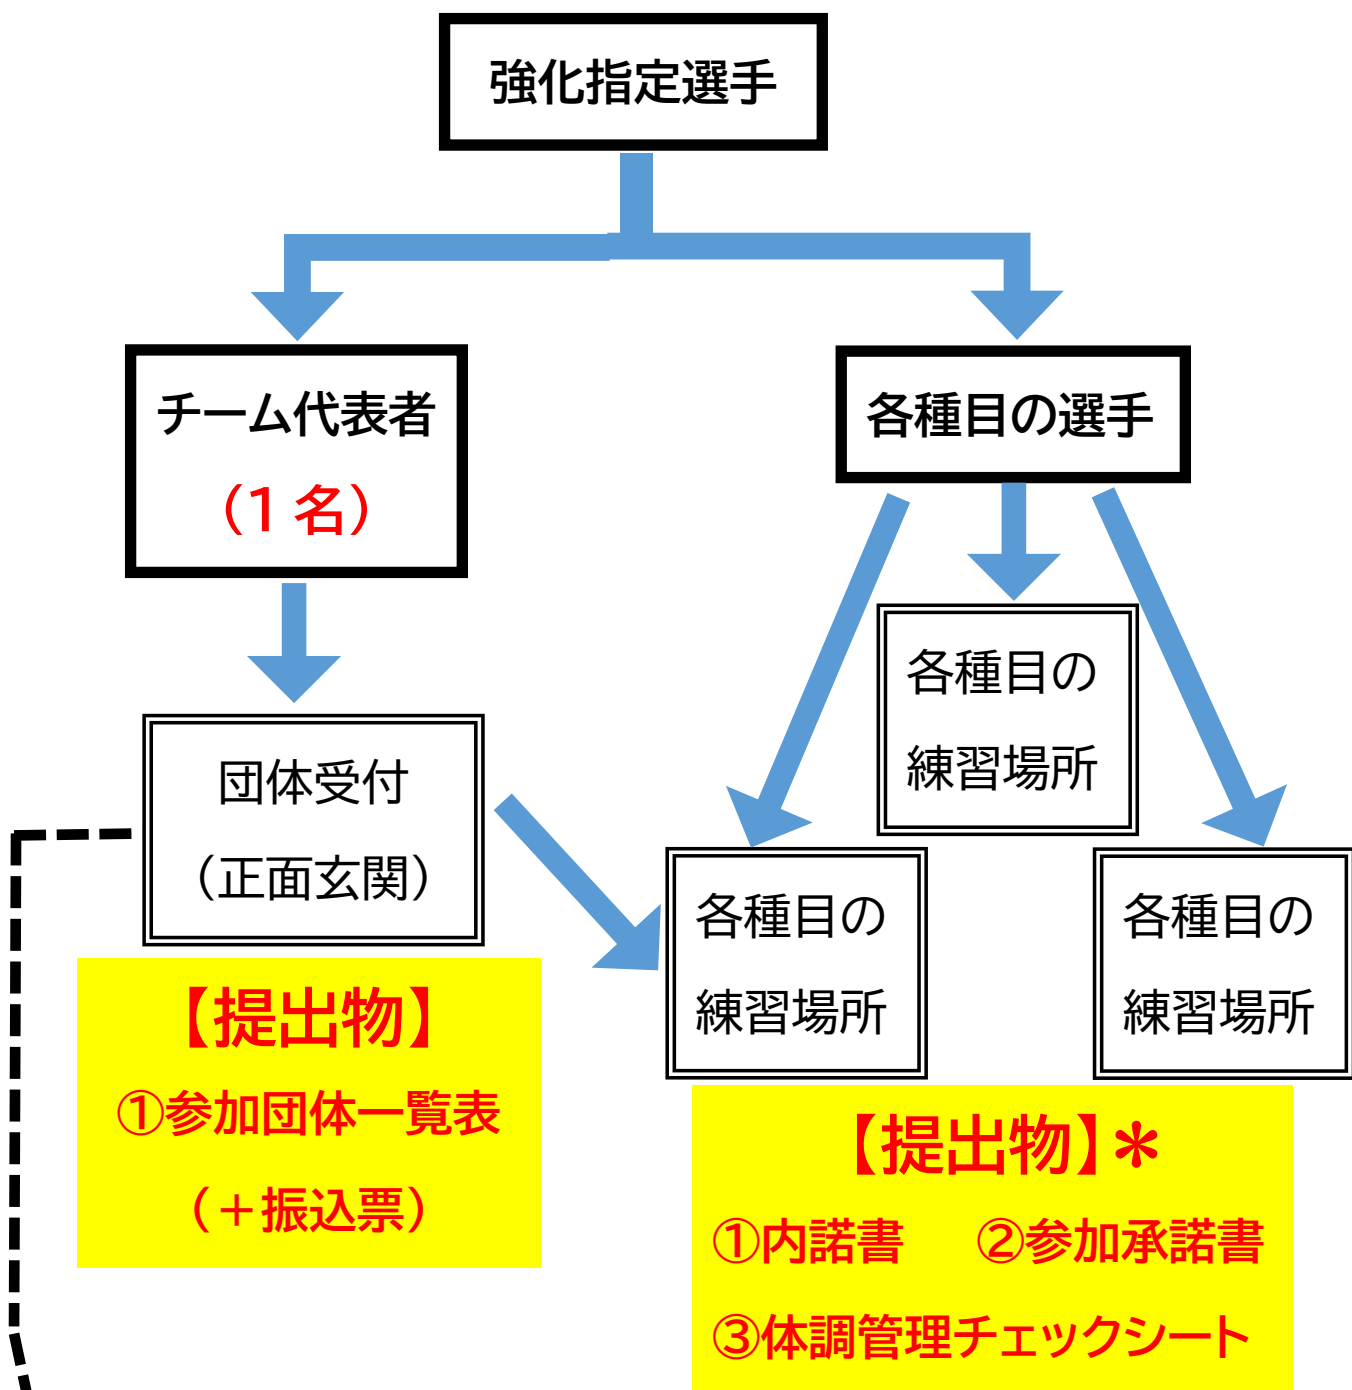 強化指定選手
チーム代表者
（1 名）
各種目の選手
団体受付
（正面玄関）
【提出物】
①参加団体一覧表
（＋振込票）
各種目の
練習場所
各種目の
練習場所
各種目の
練習場所
【提出物】＊
①内諾書　②参加承諾書
③体調管理チェックシート